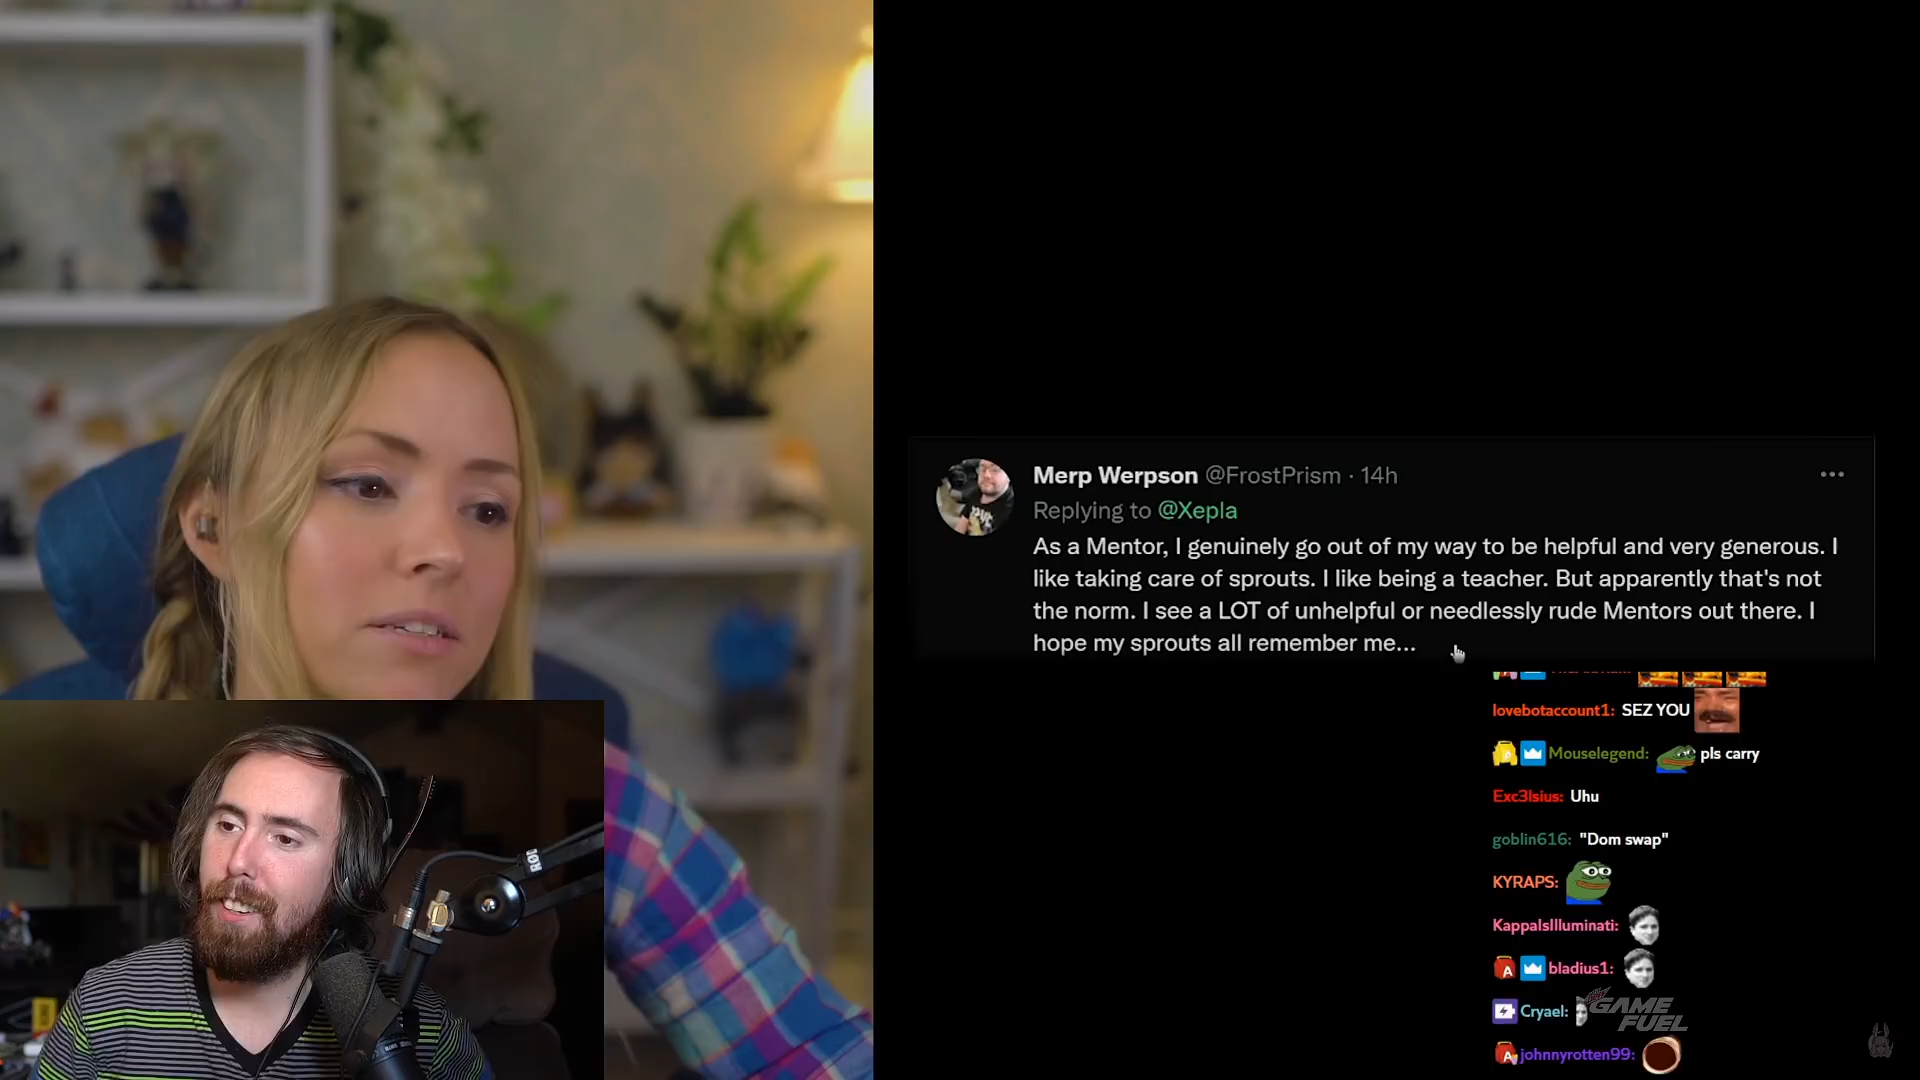 Merp Werpson @FrostPrism · 14h
Replying to @Xepla
As a Mentor, I genuinely go out of my way to be helpful and very generous. I
like taking care of sprouts. I like being a teacher. But apparently that's not
the norm. I see a LOT of unhelpful or needlessly rude Mentors out there. I
hope my sprouts all remember me...
lovebotaccount1: SEZ YOU
Mouselegend: pls carry
Exc3lsius: Uhu
goblin616: "Dom swap"
KYRAPS:
KappaIsIlluminati:
bladius1:
Cryael:
GAME
FUEL
johnnyrotten99:
RØDE